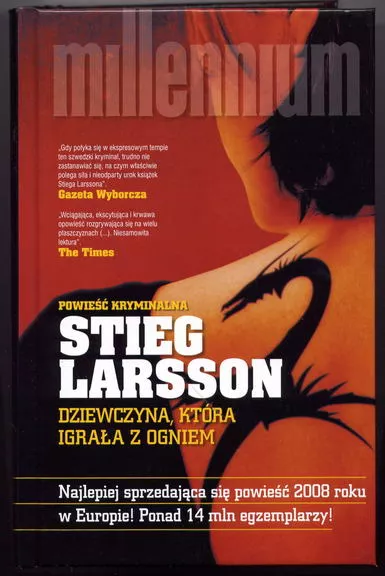 millennium
„Gdy połyka się w ekspresowym tempie
ten szwedzki kryminał, trudno nie
zastanawiać się, na czym właściwie
polega siła i nieodparty urok książek
Stiega Larssona”.
Gazeta Wyborcza
„Wciągająca, ekscytująca i krwawa
opowieść rozgrywająca się na wielu
płaszczyznach (...). Niesamowita
lektura”.
The Times
POWIEŚĆ KRYMINALNA
STIEG
LARSSON
DZIEWCZYNA, KTÓRA
IGRAŁA Z OGNIEM
Najlepiej sprzedająca się powieść 2008 roku
w Europie! Ponad 14 mln egzemplarzy!